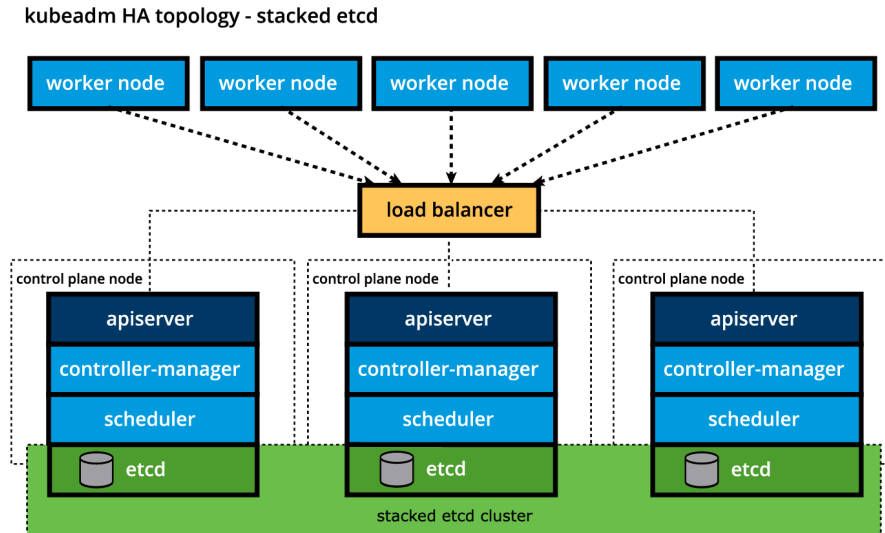 kubeadm HA topology - stacked etcd
worker node
worker node
worker node
worker node
worker node
load balancer
control plane node
control plane node
control plane node
apiserver
apiserver
apiserver
controller-manager
controller-manager
controller-manager
scheduler
scheduler
scheduler
etcd
etcd
etcd
stacked etcd cluster